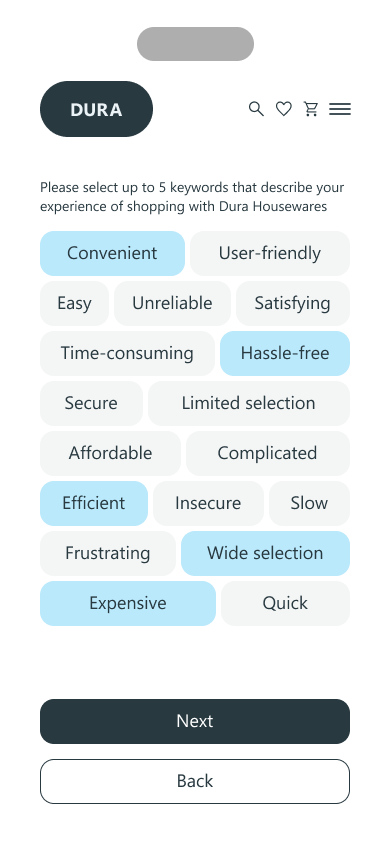 DURA
Please select up to 5 keywords that describe your
experience of shopping with Dura Housewares
Convenient User-friendly
Easy Unreliable Satisfying
Time-consuming Hassle-free
Secure Limited selection
Affordable Complicated
Efficient Insecure Slow
Frustrating Wide selection
Expensive Quick
Next
Back